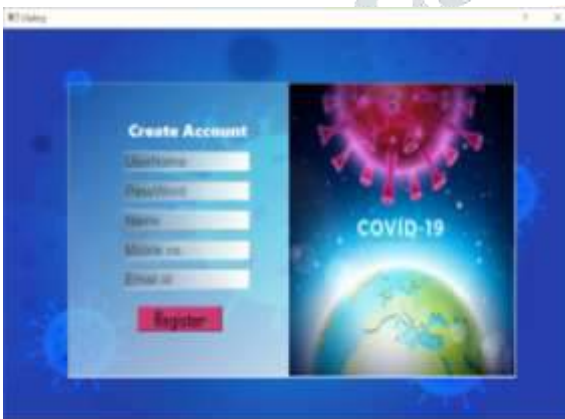 Dialog
Create Account
UserName
PassWord
Name
Mobile no
Email id
Register
COVID-19